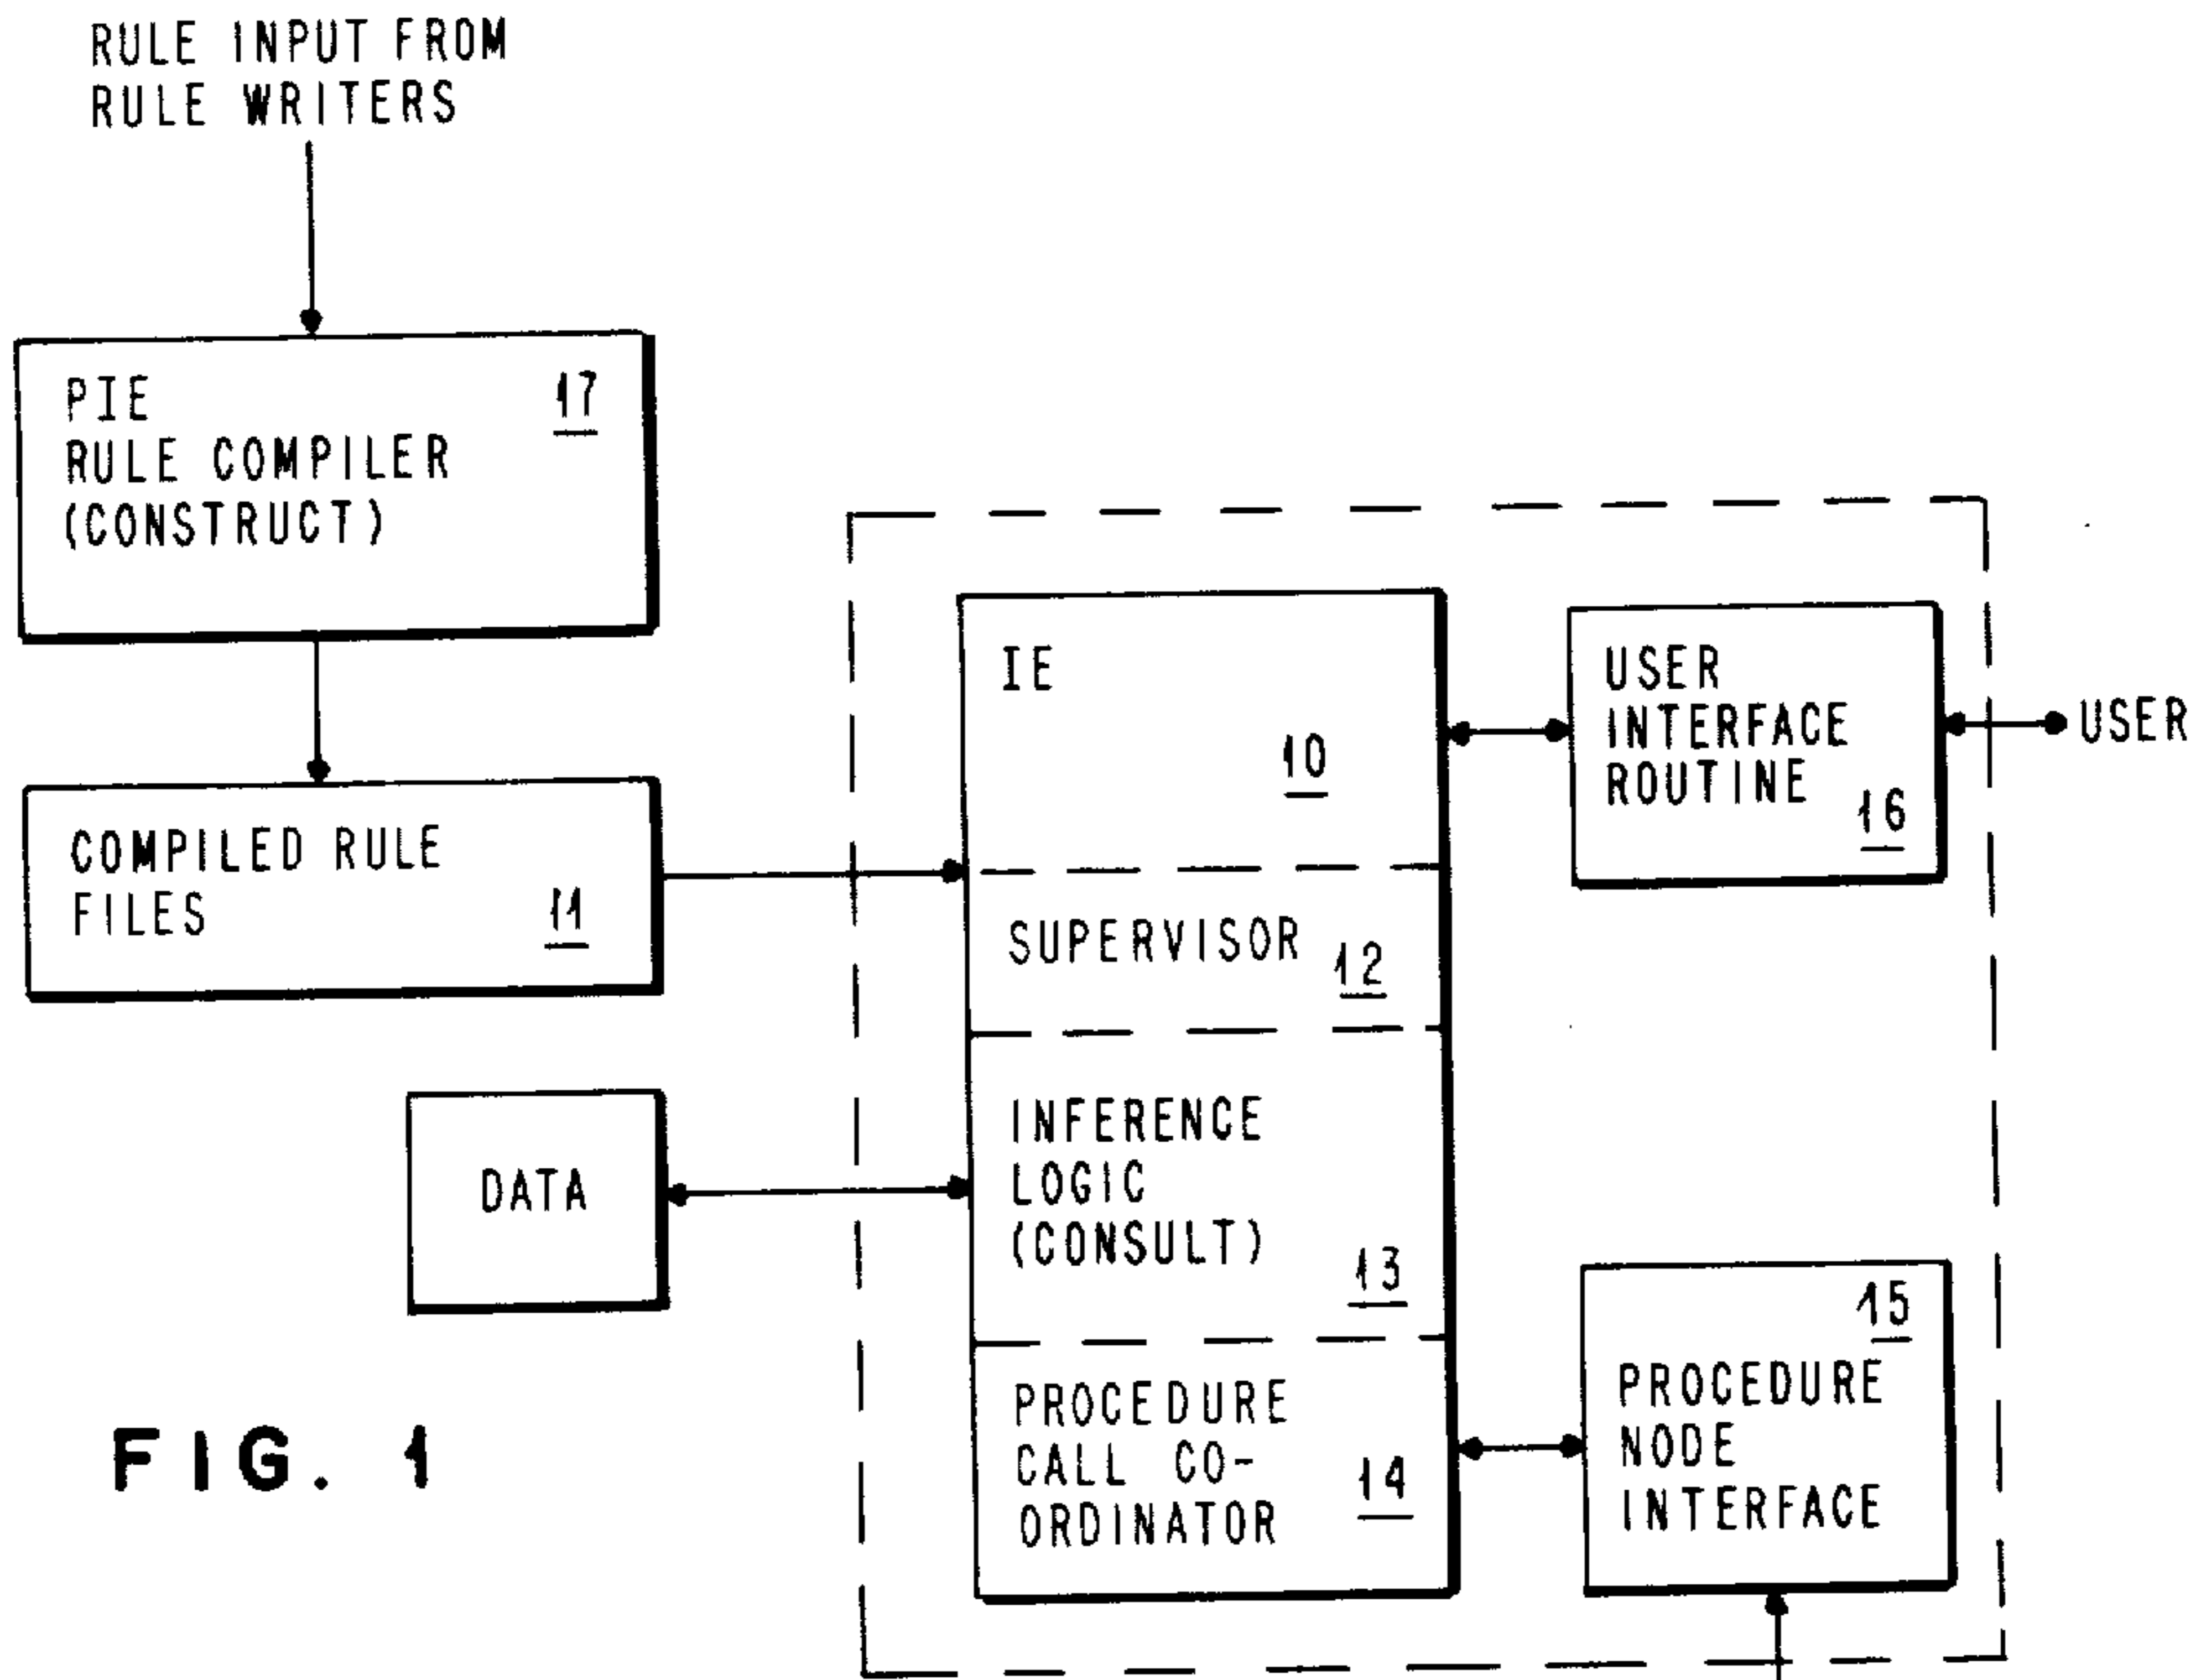 RULE INPUT FROM
RULE WRITERS
PIE
17
RULE COMPILER
(CONSTRUCT)
COMPILED RULE
FILES
11
DATA
IE
10
SUPERVISOR
12
INFERENCE
LOGIC
(CONSULT)
13
PROCEDURE
CALL CO-
ORDINATOR
14
USER
INTERFACE
ROUTINE
16
USER
15
PROCEDURE
NODE
INTERFACE
FIG. 1